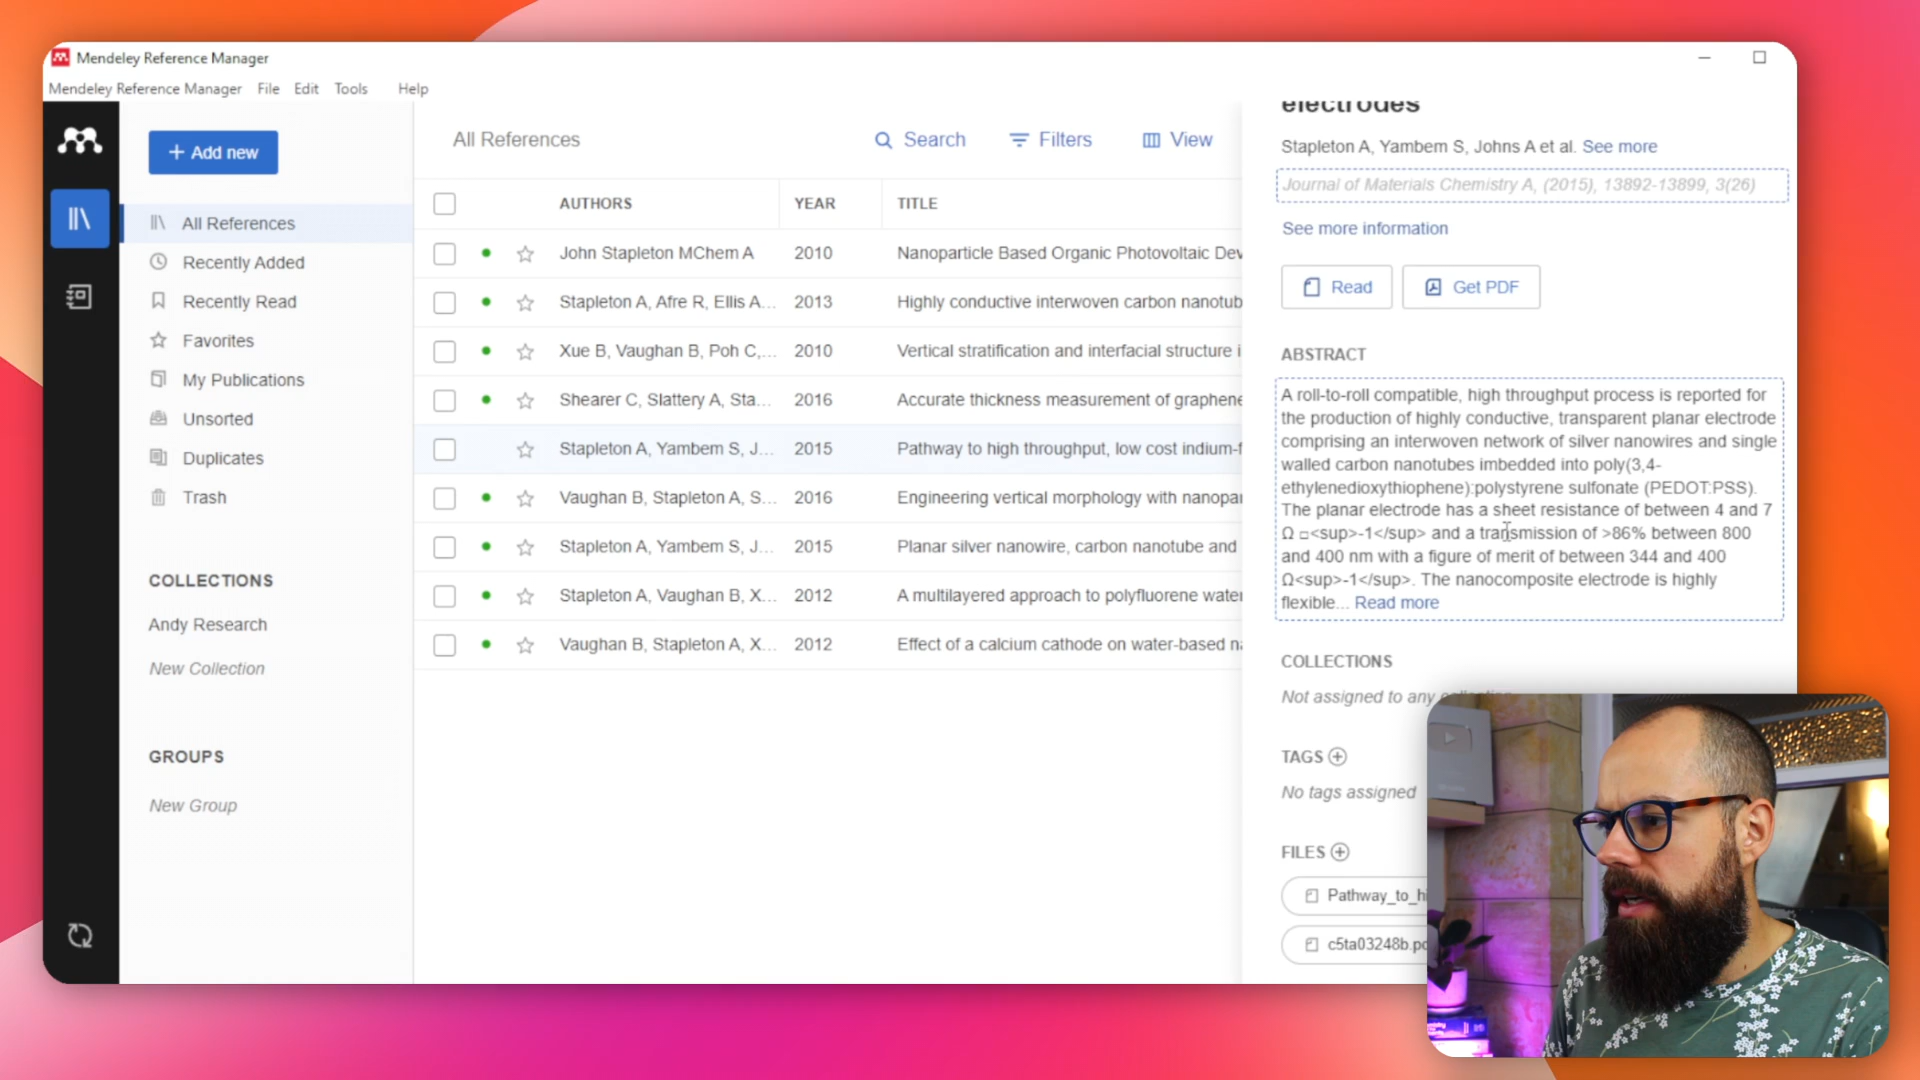 Mendeley Reference Manager
Mendeley Reference Manager File Edit Tools Help
+ Add new
All References
Recently Added
Recently Read
Favorites
My Publications
Unsorted
Duplicates
Trash
COLLECTIONS
Andy Research
New Collection
GROUPS
New Group
All References Search Filters View
AUTHORS YEAR TITLE
John Stapleton MChem A 2010 Nanoparticle Based Organic Photovoltaic Dev
Stapleton A, Afre R, Ellis A... 2013 Highly conductive interwoven carbon nanotub
Xue B, Vaughan B, Poh C,... 2010 Vertical stratification and interfacial structure i
Shearer C, Slattery A, Sta... 2016 Accurate thickness measurement of graphene
Stapleton A, Yambem S, J... 2015 Pathway to high throughput, low cost indium-f
Vaughan B, Stapleton A, S... 2016 Engineering vertical morphology with nanopar
Stapleton A, Yambem S, J... 2015 Planar silver nanowire, carbon nanotube and
Stapleton A, Vaughan B, X... 2012 A multilayered approach to polyfluorene water
Vaughan B, Stapleton A, X... 2012 Effect of a calcium cathode on water-based na
electrodes
Stapleton A, Yambem S, Johns A et al. See more
Journal of Materials Chemistry A, (2015), 13892-13899, 3(26)
See more information
Read Get PDF
ABSTRACT
A roll-to-roll compatible, high throughput process is reported for
the production of highly conductive, transparent planar electrode
comprising an interwoven network of silver nanowires and single
walled carbon nanotubes imbedded into poly(3,4-
ethylenedioxythiophene):polystyrene sulfonate (PEDOT:PSS).
The planar electrode has a sheet resistance of between 4 and 7
Ω □<sup>-1</sup> and a transmission of >86% between 800
and 400 nm with a figure of merit of between 344 and 400
Ω<sup>-1</sup>. The nanocomposite electrode is highly
flexible... Read more
COLLECTIONS
Not assigned to any collection
TAGS
No tags assigned
FILES
Pathway_to_hi
c5ta03248b.pd